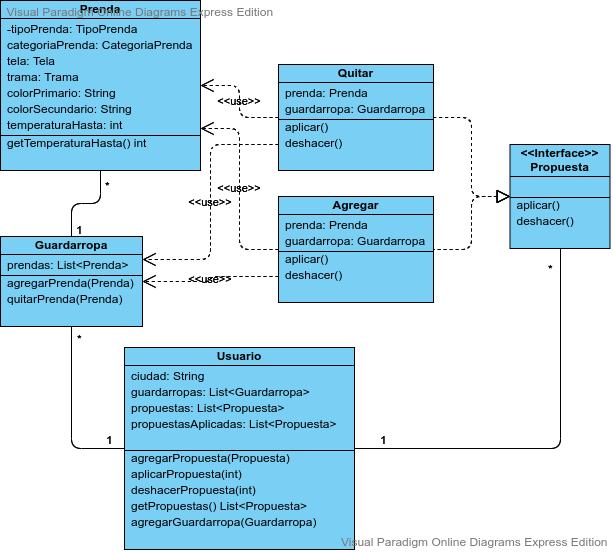 Visual Paradigm Online Diagrams Express Edition
Prenda
-tipoPrenda: TipoPrenda
categoriaPrenda: CategoriaPrenda
tela: Tela
trama: Trama
colorPrimario: String
colorSecundario: String
temperaturaHasta: int
getTemperaturaHasta() int
Quitar
prenda: Prenda
guardarropa: Guardarropa
aplicar()
deshacer()
<<Interface>>
Propuesta
aplicar()
deshacer()
Agregar
prenda: Prenda
guardarropa: Guardarropa
aplicar()
deshacer()
<<use>>
<<use>>
<<use>>
<<use>>
*
1
Guardarropa
prendas: List<Prenda>
agregarPrenda(Prenda)
quitarPrenda(Prenda)
*
1
*
1
Usuario
ciudad: String
guardarropas: List<Guardarropa>
propuestas: List<Propuesta>
propuestasAplicadas: List<Propuesta>
agregarPropuesta(Propuesta)
aplicarPropuesta(int)
deshacerPropuesta(int)
getPropuestas() List<Propuesta>
agregarGuardarropa(Guardarropa)
Visual Paradigm Online Diagrams Express Edition